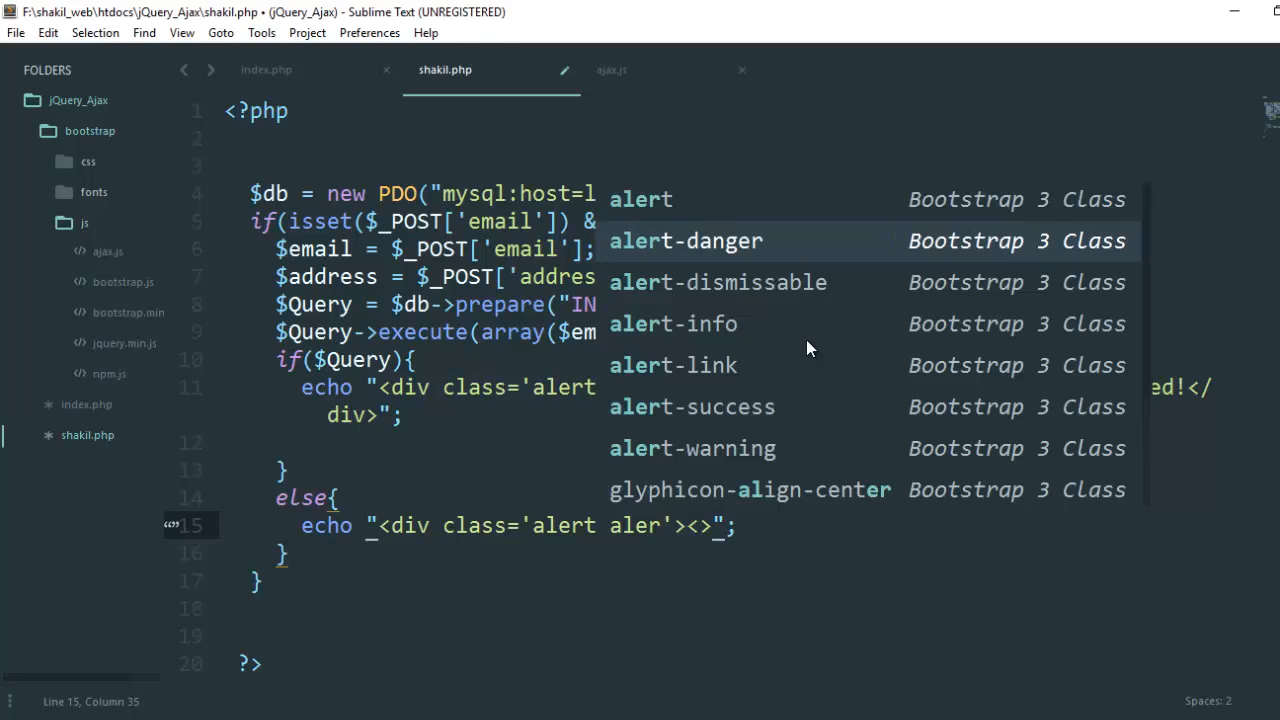 F:\shakil_web\htdocs\jQuery_Ajax\shakil.php • (jQuery_Ajax) - Sublime Text (UNREGISTERED)
File Edit Selection Find View Goto Tools Project Preferences Help
FOLDERS
jQuery_Ajax
bootstrap
css
fonts
js
ajax.js
bootstrap.js
bootstrap.min
jquery.min.js
npm.js
index.php
shakil.php
index.php shakil.php ajax.js
1 <?php
2
3
4 $db = new PDO("mysql:host=l
5 if(isset($_POST['email']) &
6 $email = $_POST['email'];
7 $address = $_POST['addres
8 $Query = $db->prepare("IN
9 $Query->execute(array($em
10 if($Query){
11 echo "<div class='alert ed!</
div>";
12
13 }
14 else{
15 echo "<div class='alert aler'><>";
16 }
17 }
18
19
20 ?>
alert Bootstrap 3 Class
alert-danger Bootstrap 3 Class
alert-dismissable Bootstrap 3 Class
alert-info Bootstrap 3 Class
alert-link Bootstrap 3 Class
alert-success Bootstrap 3 Class
alert-warning Bootstrap 3 Class
glyphicon-align-center Bootstrap 3 Class
Line 15, Column 35
Spaces: 2